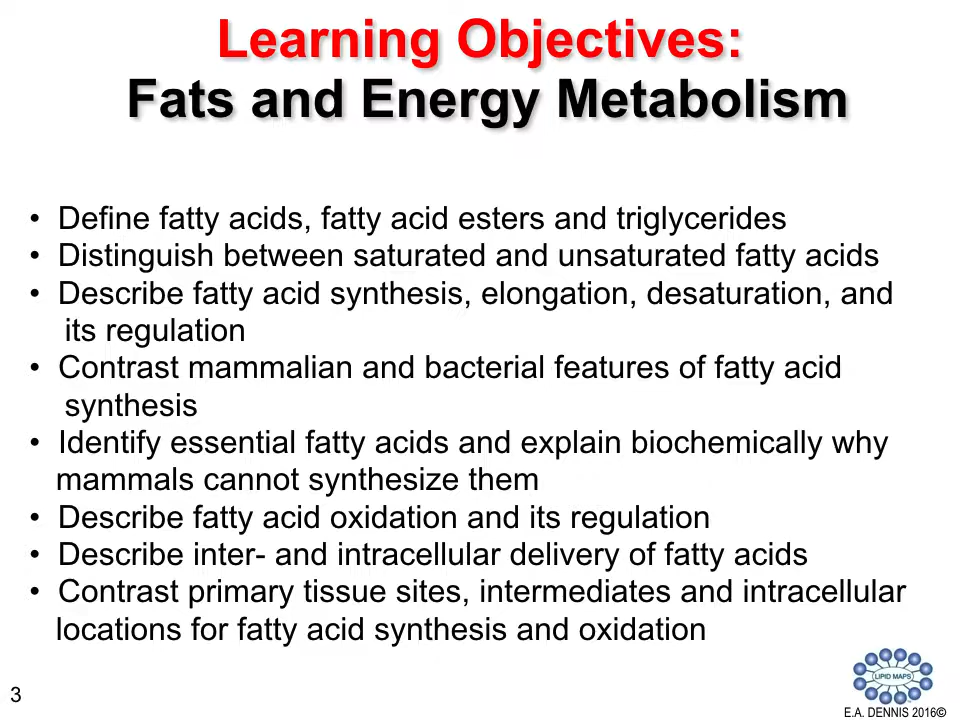 Learning Objectives:
Fats and Energy Metabolism
• Define fatty acids, fatty acid esters and triglycerides
• Distinguish between saturated and unsaturated fatty acids
• Describe fatty acid synthesis, elongation, desaturation, and
its regulation
• Contrast mammalian and bacterial features of fatty acid
synthesis
• Identify essential fatty acids and explain biochemically why
mammals cannot synthesize them
• Describe fatty acid oxidation and its regulation
• Describe inter- and intracellular delivery of fatty acids
• Contrast primary tissue sites, intermediates and intracellular
locations for fatty acid synthesis and oxidation
LIPID MAPS
3
E.A. DENNIS 2016©